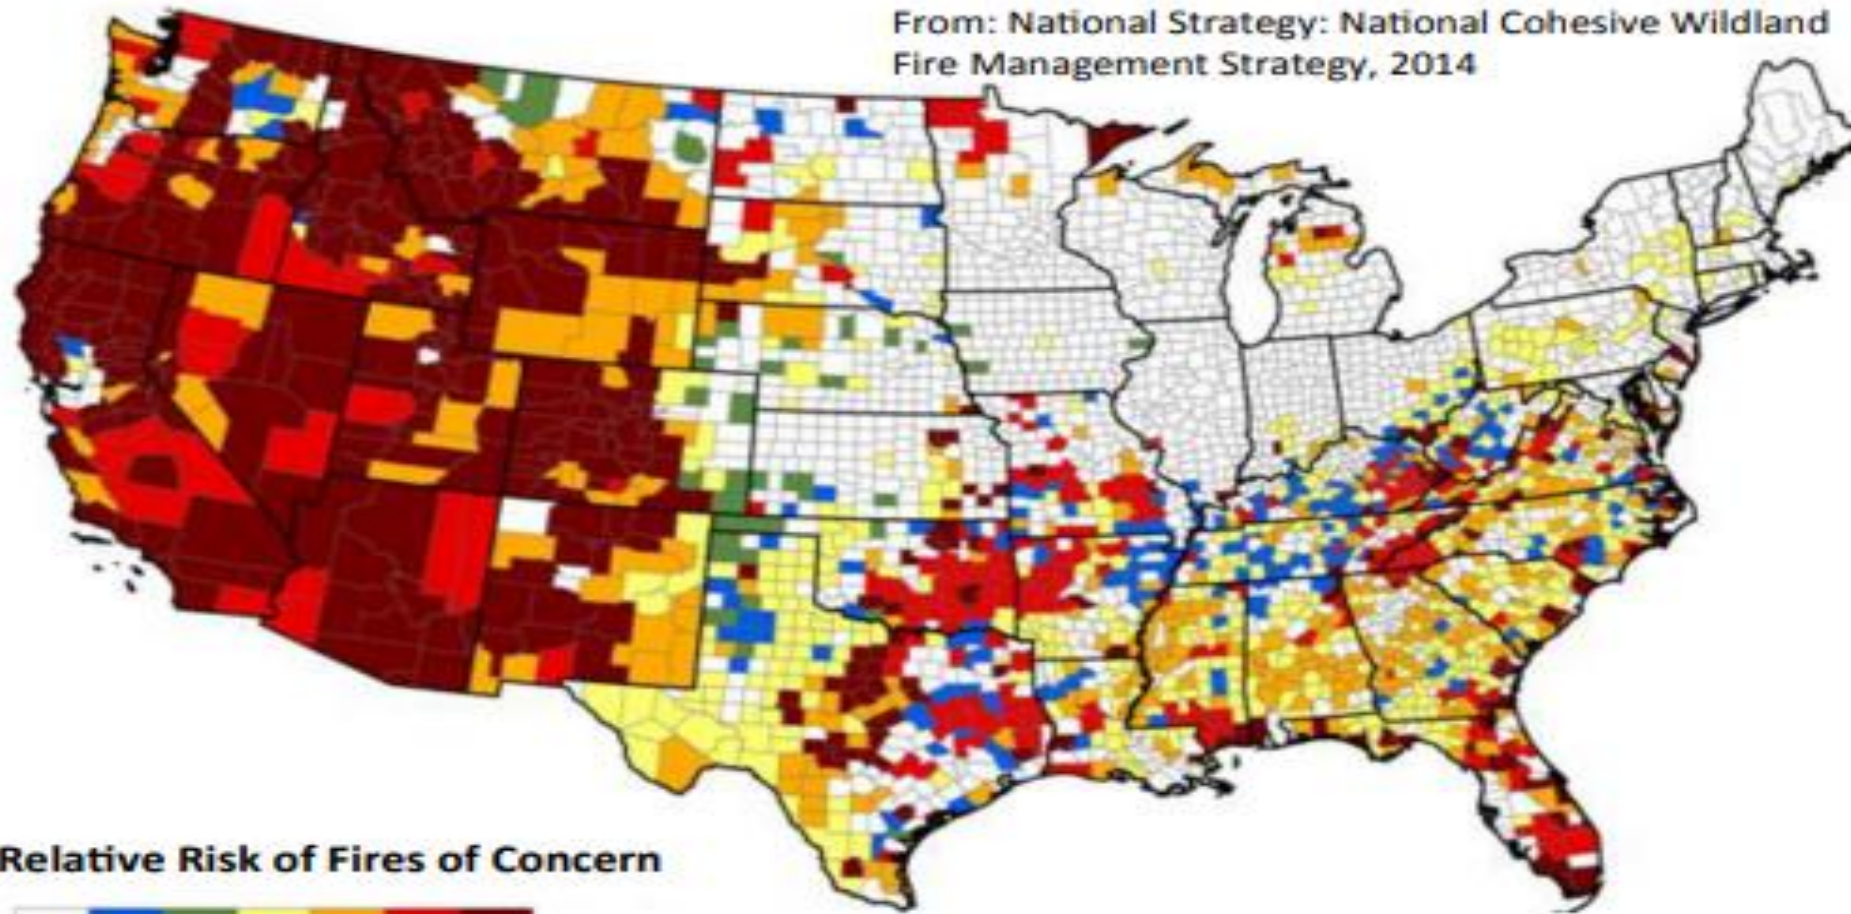 From: National Strategy: National Cohesive Wildland
Fire Management Strategy, 2014
Relative Risk of Fires of Concern